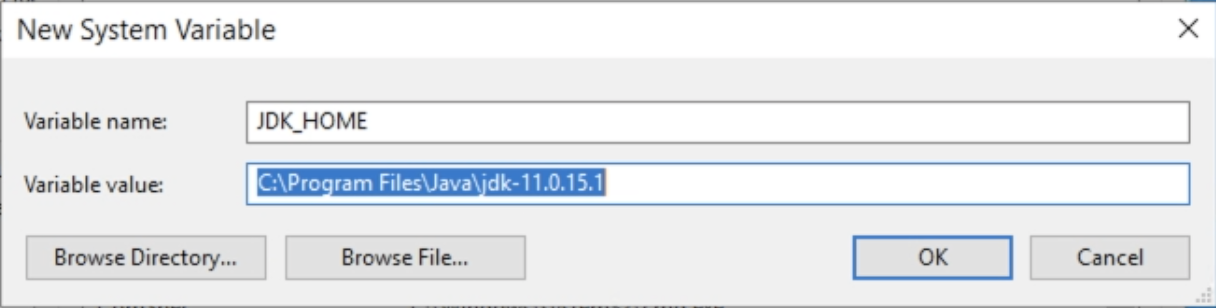 New System Variable
Variable name:
JDK_HOME
Variable value:
C:\Program Files\Java\jdk-11.0.15.1
Browse Directory...
Browse File...
OK
Cancel